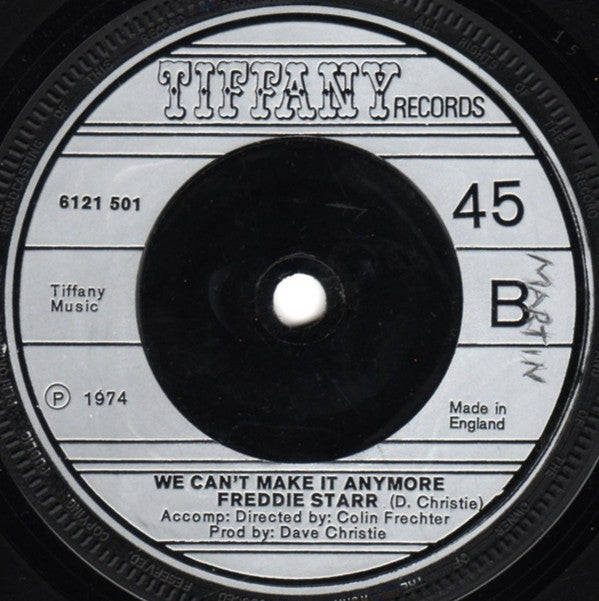 TIFFANY RECORDS
6121 501
45
Tiffany
Music
B
MARTIN
℗ 1974
Made in
England
WE CAN'T MAKE IT ANYMORE
FREDDIE STARR (D. Christie)
Accomp: Directed by: Colin Frechter
Prod by: Dave Christie